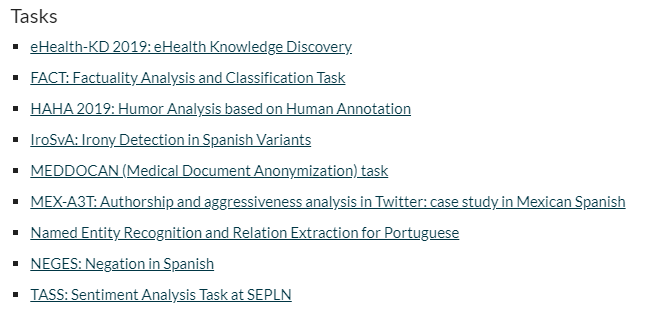 Tasks
eHealth-KD 2019: eHealth Knowledge Discovery
FACT: Factuality Analysis and Classification Task
HAHA 2019: Humor Analysis based on Human Annotation
IroSvA: Irony Detection in Spanish Variants
MEDDOCAN (Medical Document Anonymization) task
MEX-A3T: Authorship and aggressiveness analysis in Twitter: case study in Mexican Spanish
Named Entity Recognition and Relation Extraction for Portuguese
NEGES: Negation in Spanish
TASS: Sentiment Analysis Task at SEPLN